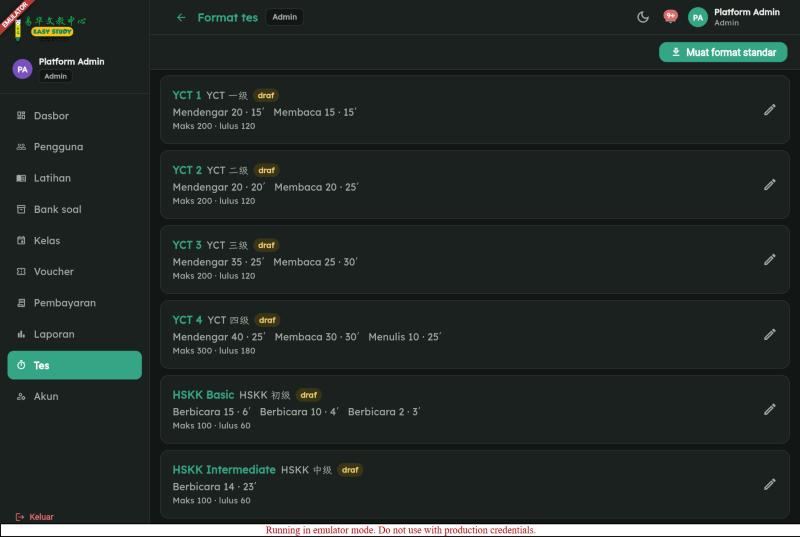 EMULATOR
易华文教中心
EASY STUDY
PA
Platform Admin
Admin
Dasbor
Pengguna
Latihan
Bank soal
Kelas
Voucher
Pembayaran
Laporan
Tes
Akun
Keluar
Format tes
Admin
9+
PA
Platform Admin
Admin
Muat format standar
YCT 1 YCT 一级 draf
Mendengar 20 · 15′ Membaca 15 · 15′
Maks 200 · lulus 120
YCT 2 YCT 二级 draf
Mendengar 20 · 20′ Membaca 20 · 25′
Maks 200 · lulus 120
YCT 3 YCT 三级 draf
Mendengar 35 · 25′ Membaca 25 · 30′
Maks 200 · lulus 120
YCT 4 YCT 四级 draf
Mendengar 40 · 25′ Membaca 30 · 30′ Menulis 10 · 25′
Maks 300 · lulus 180
HSKK Basic HSKK 初级 draf
Berbicara 15 · 6′ Berbicara 10 · 4′ Berbicara 2 · 3′
Maks 100 · lulus 60
HSKK Intermediate HSKK 中级 draf
Berbicara 14 · 23′
Maks 100 · lulus 60
Running in emulator mode. Do not use with production credentials.